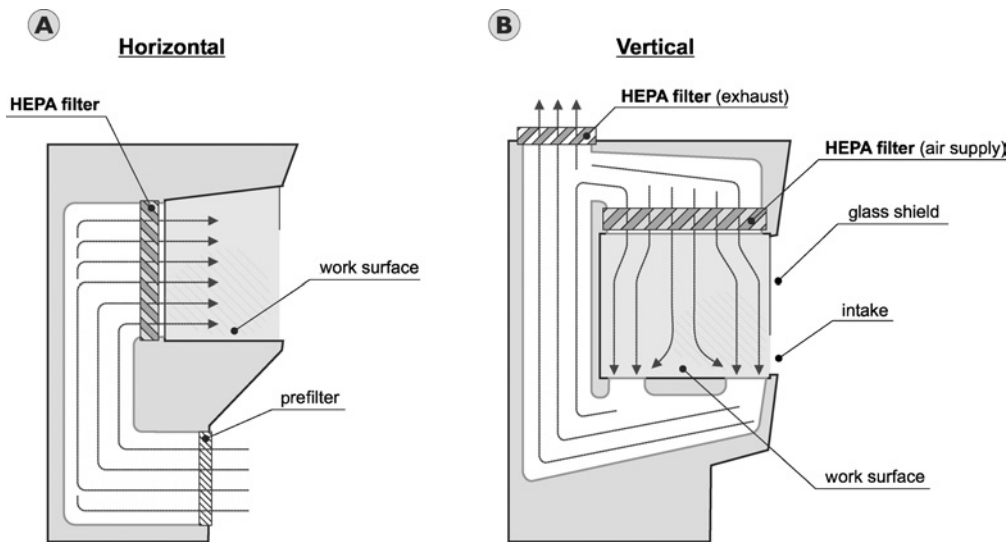 A
Horizontal
HEPA filter
work surface
prefilter
B
Vertical
HEPA filter (exhaust)
HEPA filter (air supply)
glass shield
intake
work surface